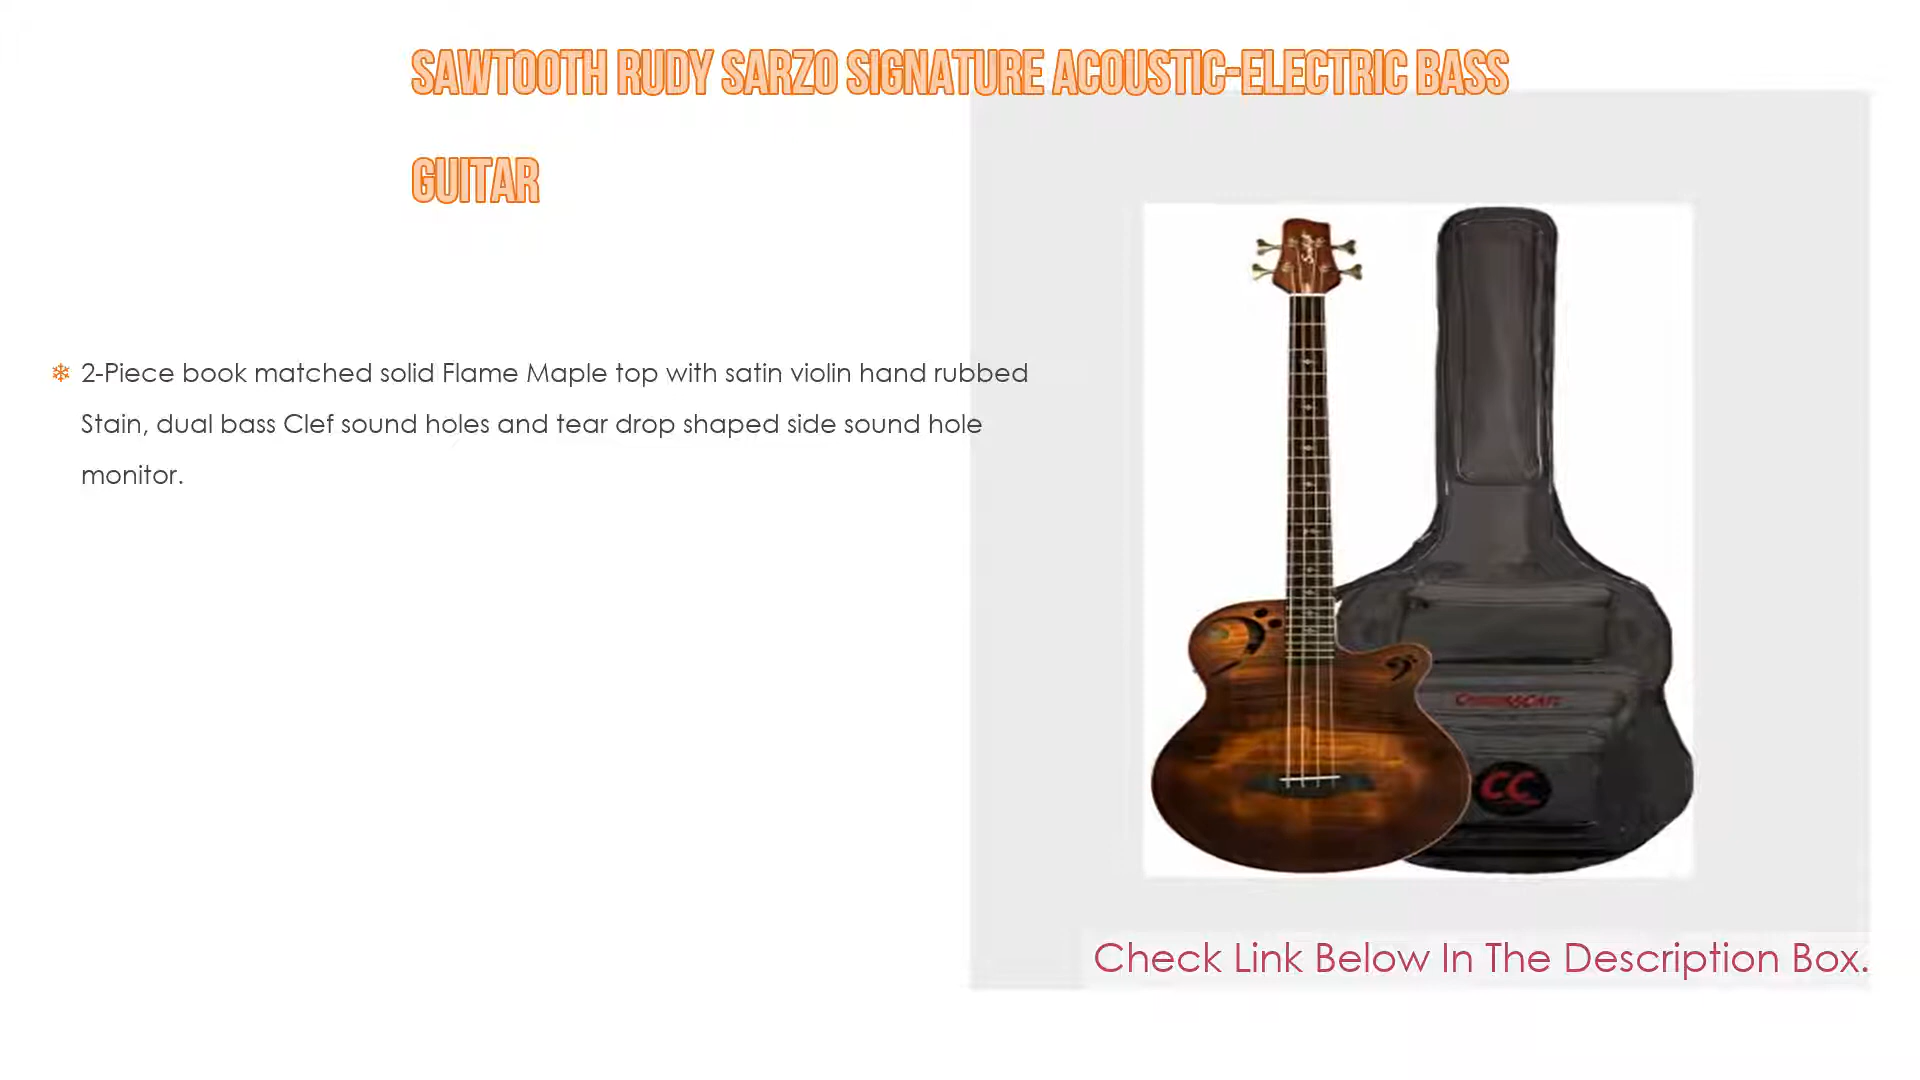 SAWTOOTH RUDY SARZO SIGNATURE ACOUSTIC-ELECTRIC BASS
GUITAR
2-Piece book matched solid Flame Maple top with satin violin hand rubbed
Stain, dual bass Clef sound holes and tear drop shaped side sound hole
monitor.
CC
Check Link Below In The Description Box.